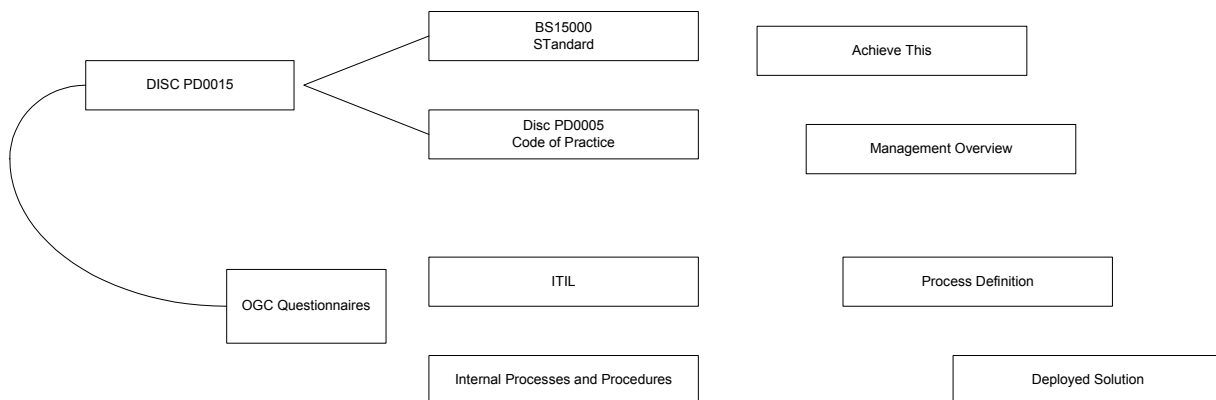 BS15000
STandard
Achieve This
DISC PD0015
Disc PD0005
Code of Practice
Management Overview
ITIL
Process Definition
OGC Questionnaires
Internal Processes and Procedures
Deployed Solution